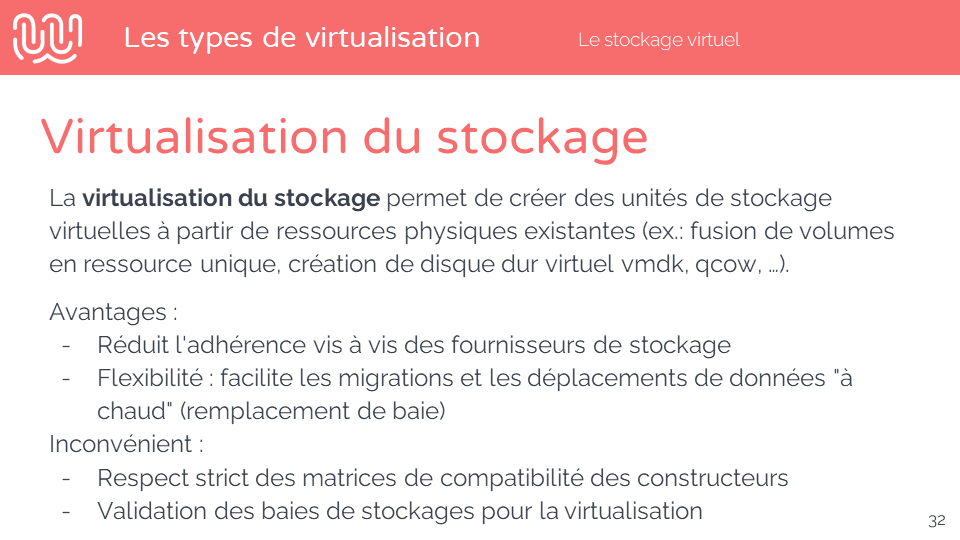 Les types de virtualisation
Le stockage virtuel
Virtualisation du stockage
La virtualisation du stockage permet de créer des unités de stockage
virtuelles à partir de ressources physiques existantes (ex.: fusion de volumes
en ressource unique, création de disque dur virtuel vmdk, qcow, …).
Avantages :
- Réduit l'adhérence vis à vis des fournisseurs de stockage
- Flexibilité : facilite les migrations et les déplacements de données "à
chaud" (remplacement de baie)
Inconvénient :
- Respect strict des matrices de compatibilité des constructeurs
- Validation des baies de stockages pour la virtualisation
32